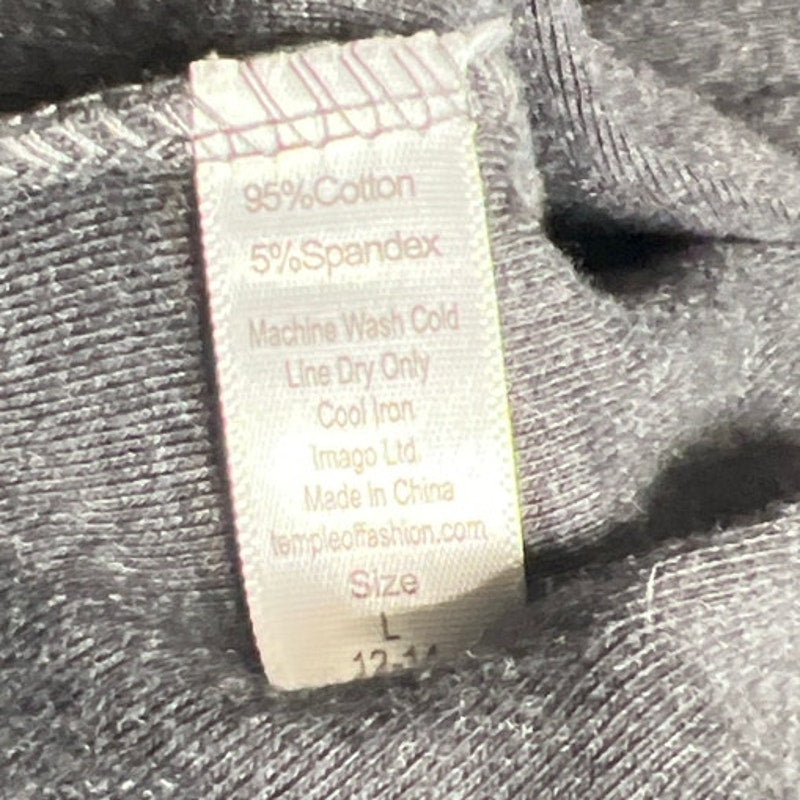 95%Cotton
5%Spandex
Machine Wash Cold
Line Dry Only
Cool Iron
Imago Ltd.
Made In China
templeoffashion.com
Size
L
12-14